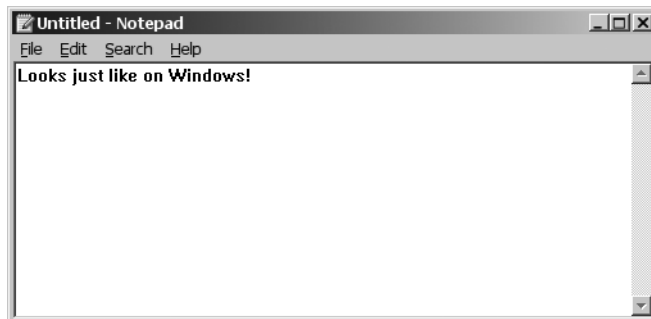 Untitled - Notepad
File Edit Search Help
Looks just like on Windows!